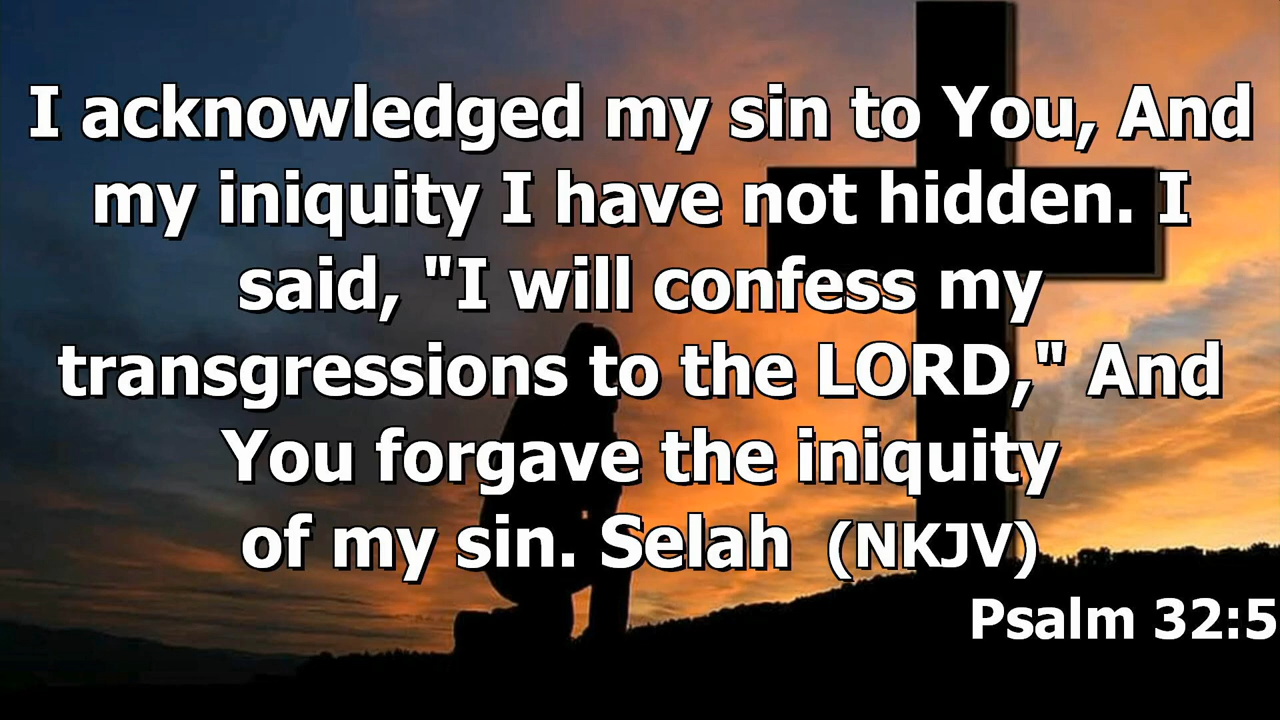 I acknowledged my sin to You, And
my iniquity I have not hidden. I
said, "I will confess my
transgressions to the LORD," And
You forgave the iniquity
of my sin. Selah (NKJV)
Psalm 32:5